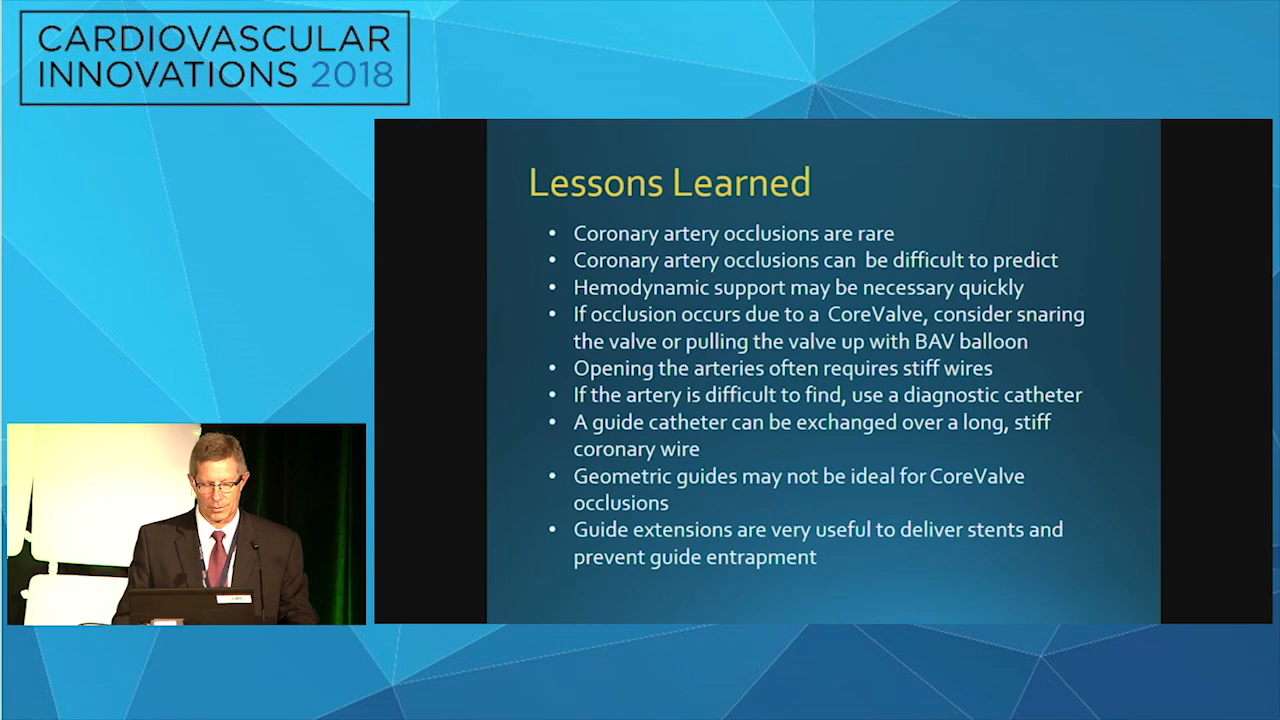 CARDIOVASCULAR
INNOVATIONS 2018
Lessons Learned
• Coronary artery occlusions are rare
• Coronary artery occlusions can be difficult to predict
• Hemodynamic support may be necessary quickly
• If occlusion occurs due to a CoreValve, consider snaring
the valve or pulling the valve up with BAV balloon
• Opening the arteries often requires stiff wires
• If the artery is difficult to find, use a diagnostic catheter
• A guide catheter can be exchanged over a long, stiff
coronary wire
• Geometric guides may not be ideal for CoreValve
occlusions
• Guide extensions are very useful to deliver stents and
prevent guide entrapment